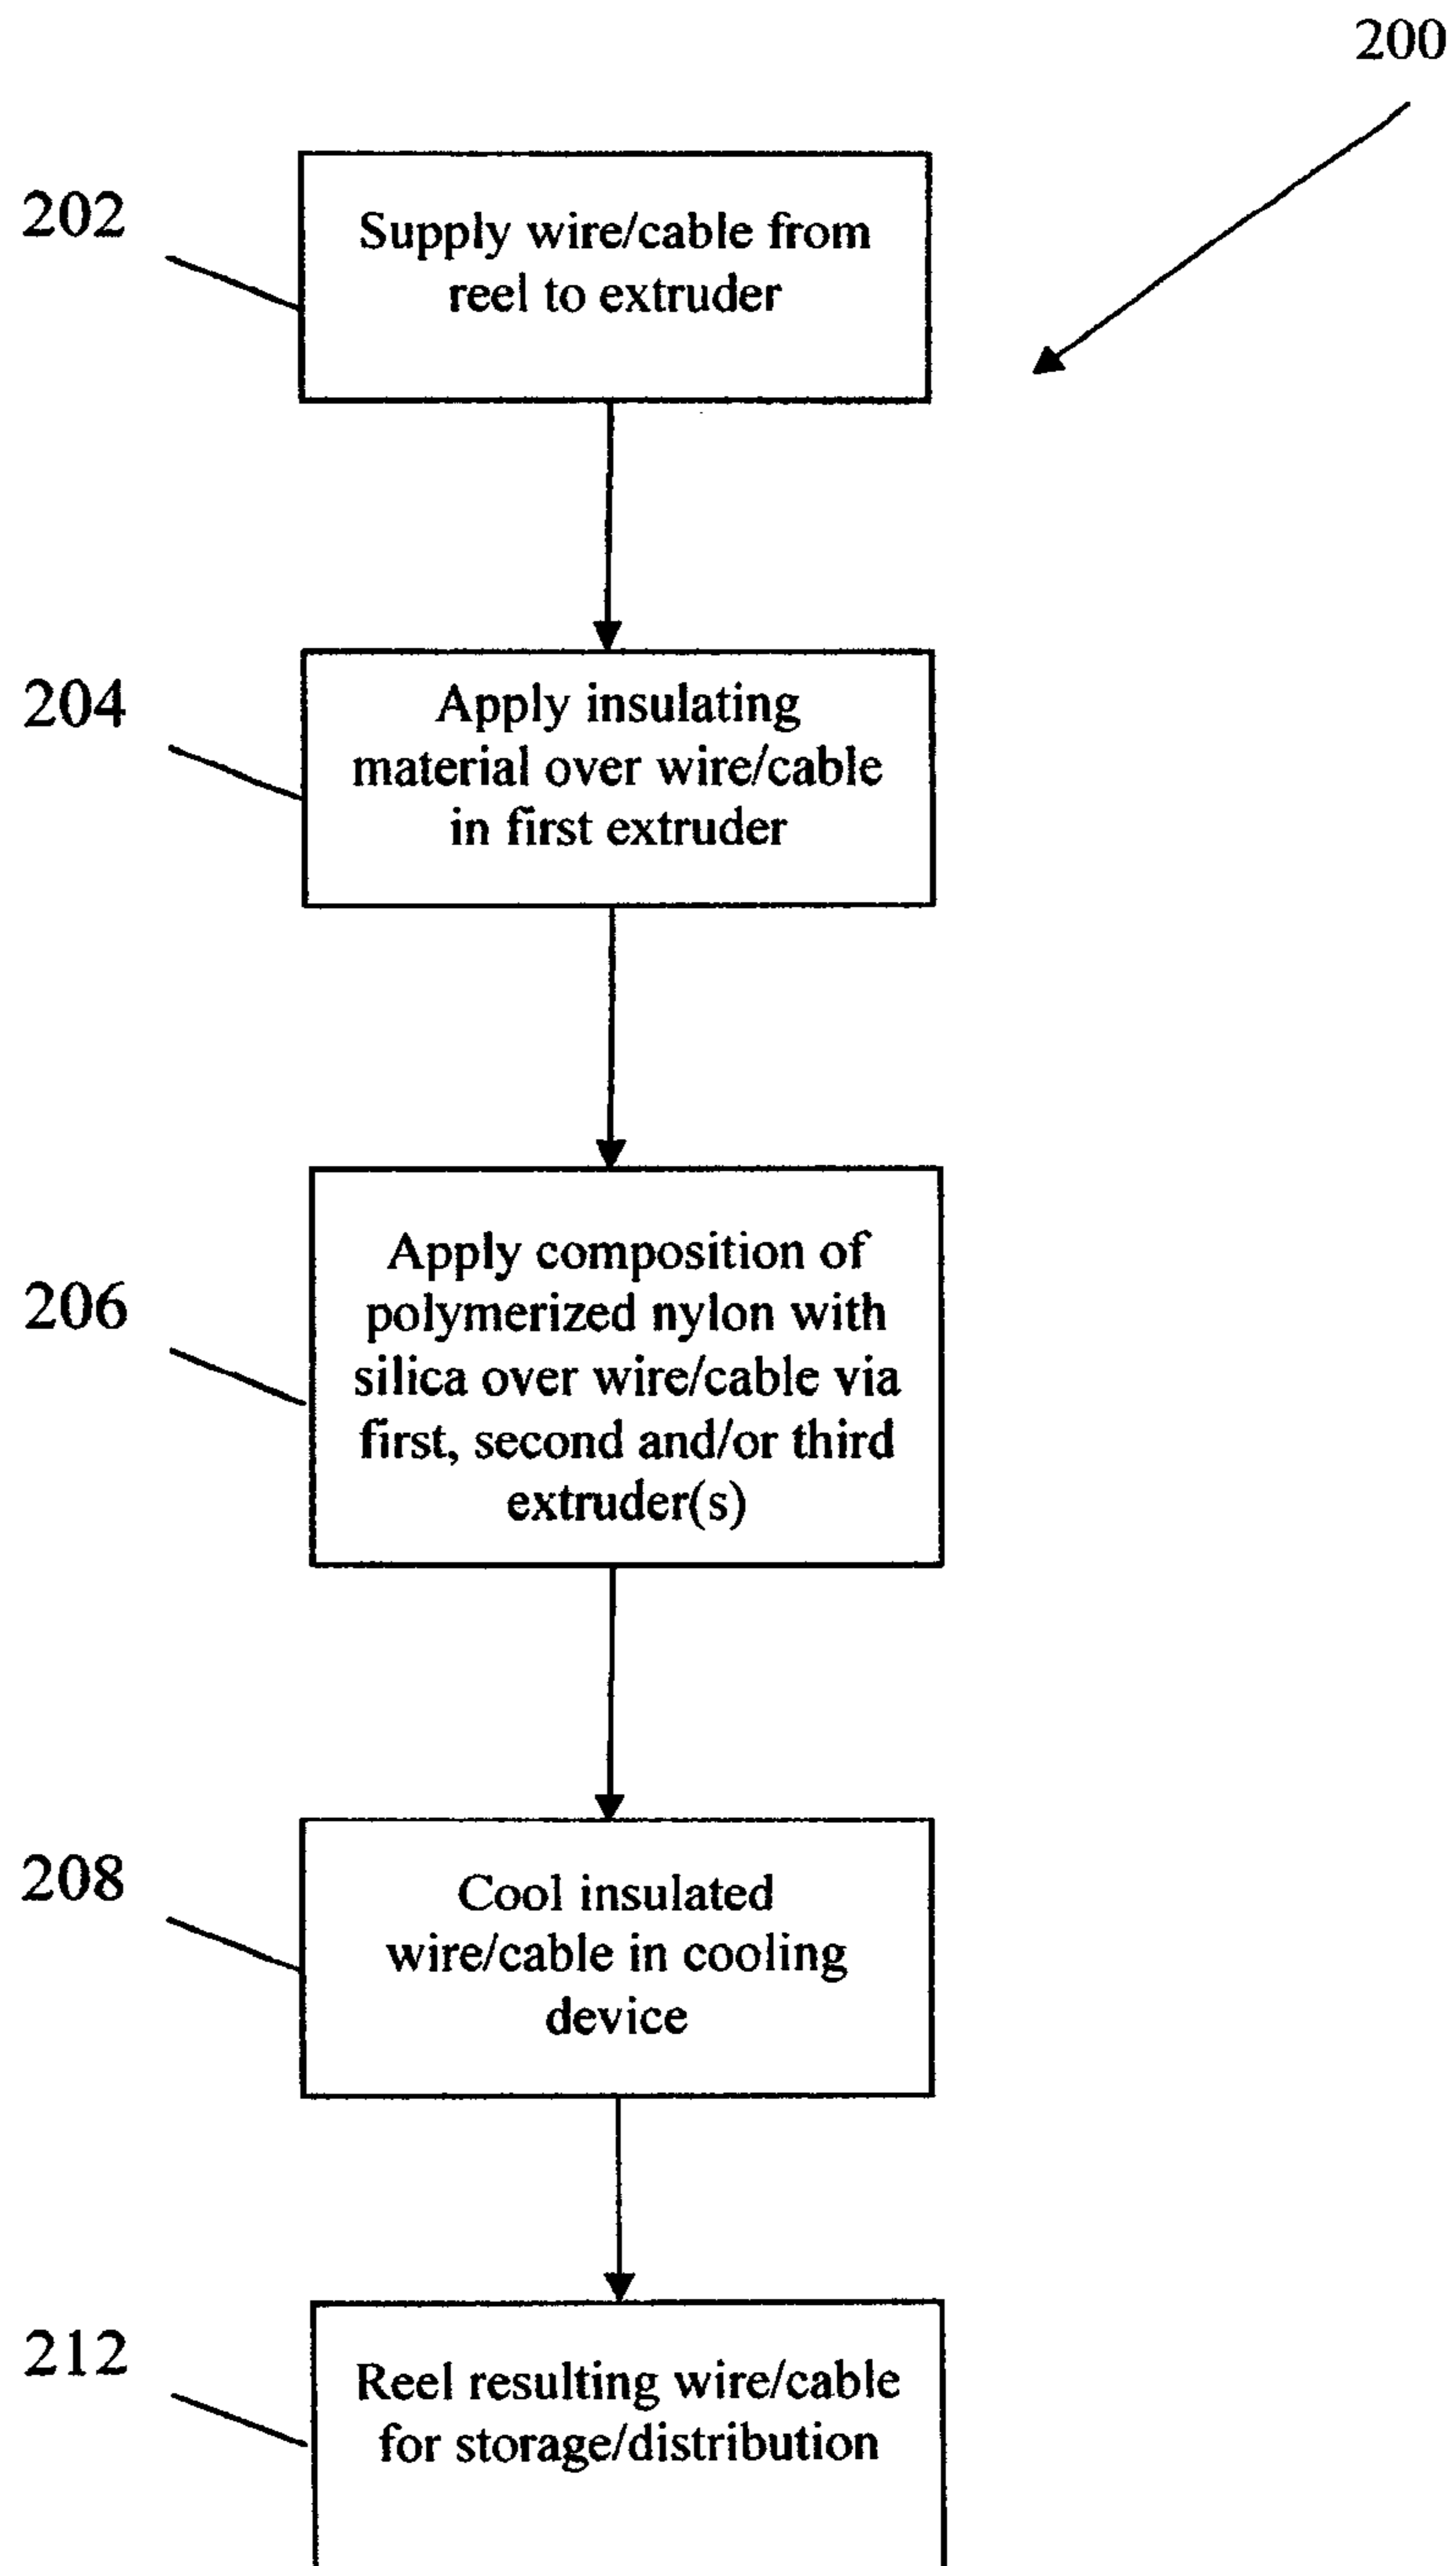 200
202
Supply wire/cable from
reel to extruder
204
Apply insulating
material over wire/cable
in first extruder
206
Apply composition of
polymerized nylon with
silica over wire/cable via
first, second and/or third
extruder(s)
208
Cool insulated
wire/cable in cooling
device
212
Reel resulting wire/cable
for storage/distribution